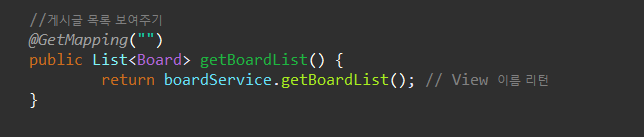 //게시글 목록 보여주기
@GetMapping("")
public List<Board> getBoardList() {
return boardService.getBoardList(); // View 이름 리턴
}